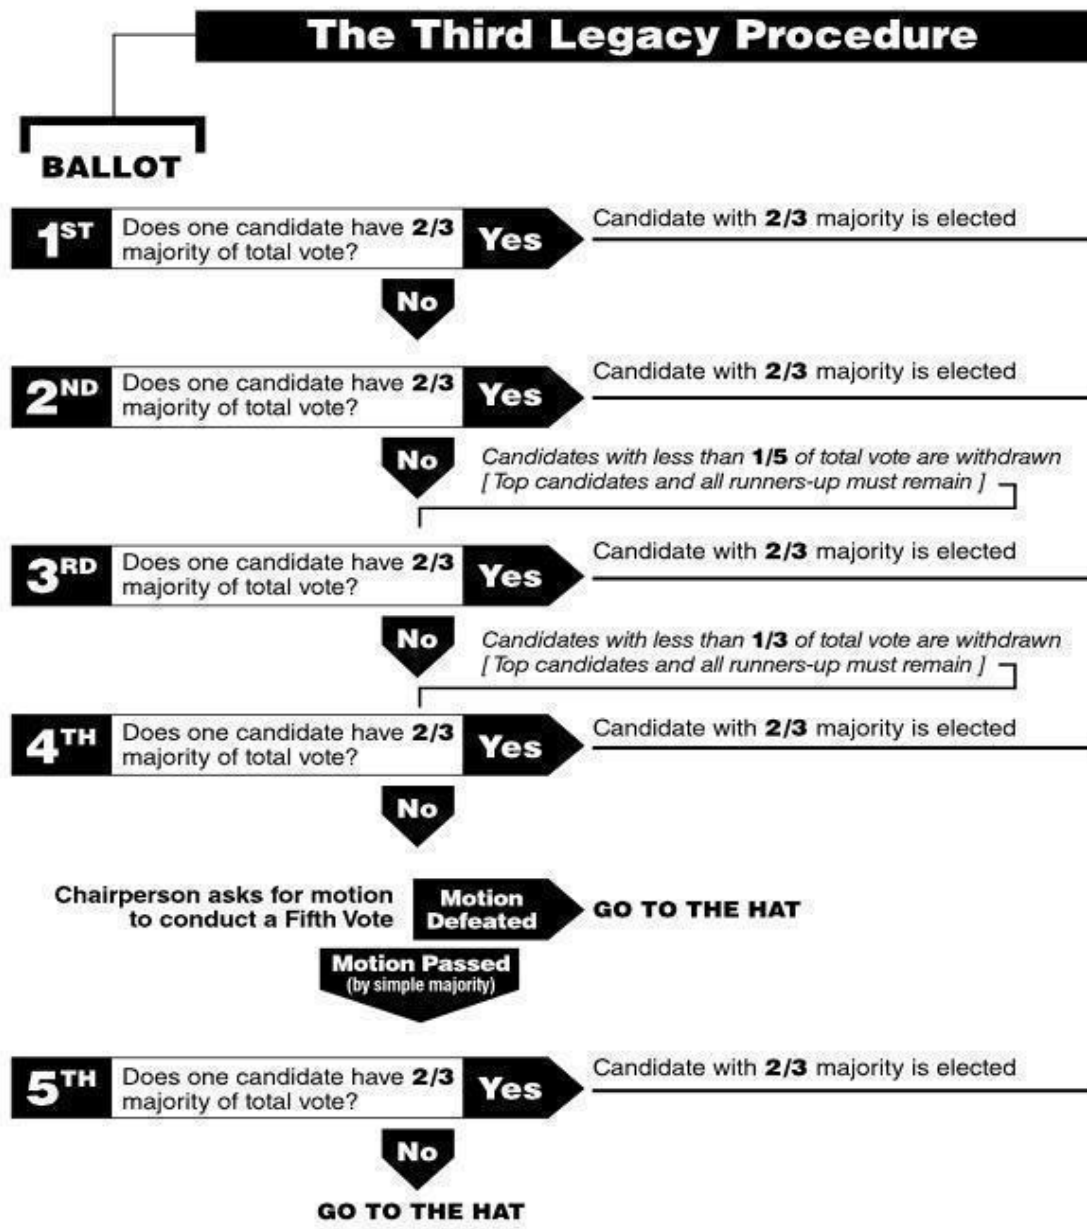 The Third Legacy Procedure
BALLOT
1ST
Does one candidate have 2/3
majority of total vote?
Yes
Candidate with 2/3 majority is elected
No
2ND
Does one candidate have 2/3
majority of total vote?
Yes
Candidate with 2/3 majority is elected
No
Candidates with less than 1/5 of total vote are withdrawn
[ Top candidates and all runners-up must remain ]
3RD
Does one candidate have 2/3
majority of total vote?
Yes
Candidate with 2/3 majority is elected
No
Candidates with less than 1/3 of total vote are withdrawn
[ Top candidates and all runners-up must remain ]
4TH
Does one candidate have 2/3
majority of total vote?
Yes
Candidate with 2/3 majority is elected
No
Chairperson asks for motion
to conduct a Fifth Vote
Motion
Defeated
GO TO THE HAT
Motion Passed
(by simple majority)
5TH
Does one candidate have 2/3
majority of total vote?
Yes
Candidate with 2/3 majority is elected
No
GO TO THE HAT